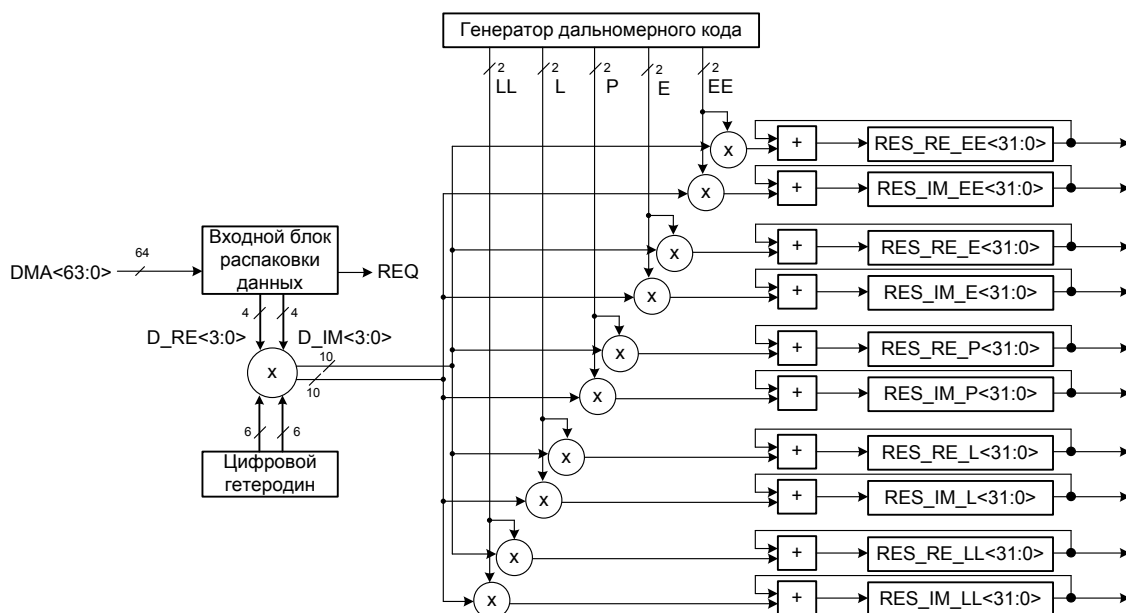 Генератор дальномерного кода
2
2
2
2
2
LL
L
P
E
EE
x
+
RES_RE_EE<31:0>
x
+
RES_IM_EE<31:0>
Входной блок
распаковки
данных
DMA<63:0>
64
REQ
x
+
RES_RE_E<31:0>
x
+
RES_IM_E<31:0>
4
4
D_RE<3:0>
D_IM<3:0>
x
10
10
x
+
RES_RE_P<31:0>
x
+
RES_IM_P<31:0>
6
6
Цифровой
гетеродин
x
+
RES_RE_L<31:0>
x
+
RES_IM_L<31:0>
x
+
RES_RE_LL<31:0>
x
+
RES_IM_LL<31:0>